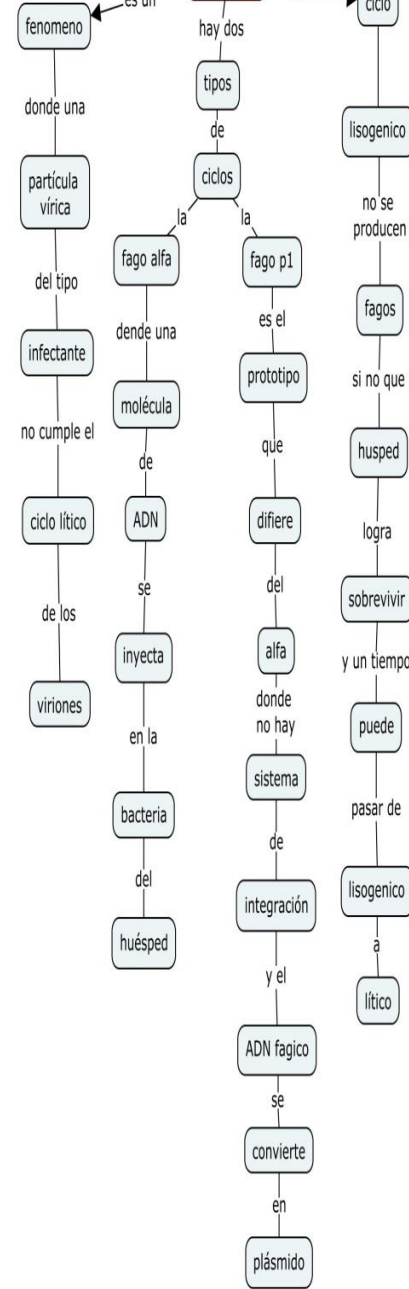 es un
fenomeno
donde una
partícula
vírica
del tipo
infectante
no cumple el
ciclo lítico
de los
viriones
hay dos
tipos
de
ciclos
la
fago alfa
dende una
molécula
de
ADN
se
inyecta
en la
bacteria
del
huésped
la
fago p1
es el
prototipo
que
difiere
del
alfa
donde
no hay
sistema
de
integración
y el
ADN fagico
se
convierte
en
plásmido
ciclo
lisogenico
no se
producen
fagos
si no que
husped
logra
sobrevivir
y un tiempo
puede
pasar de
lisogenico
a
lítico